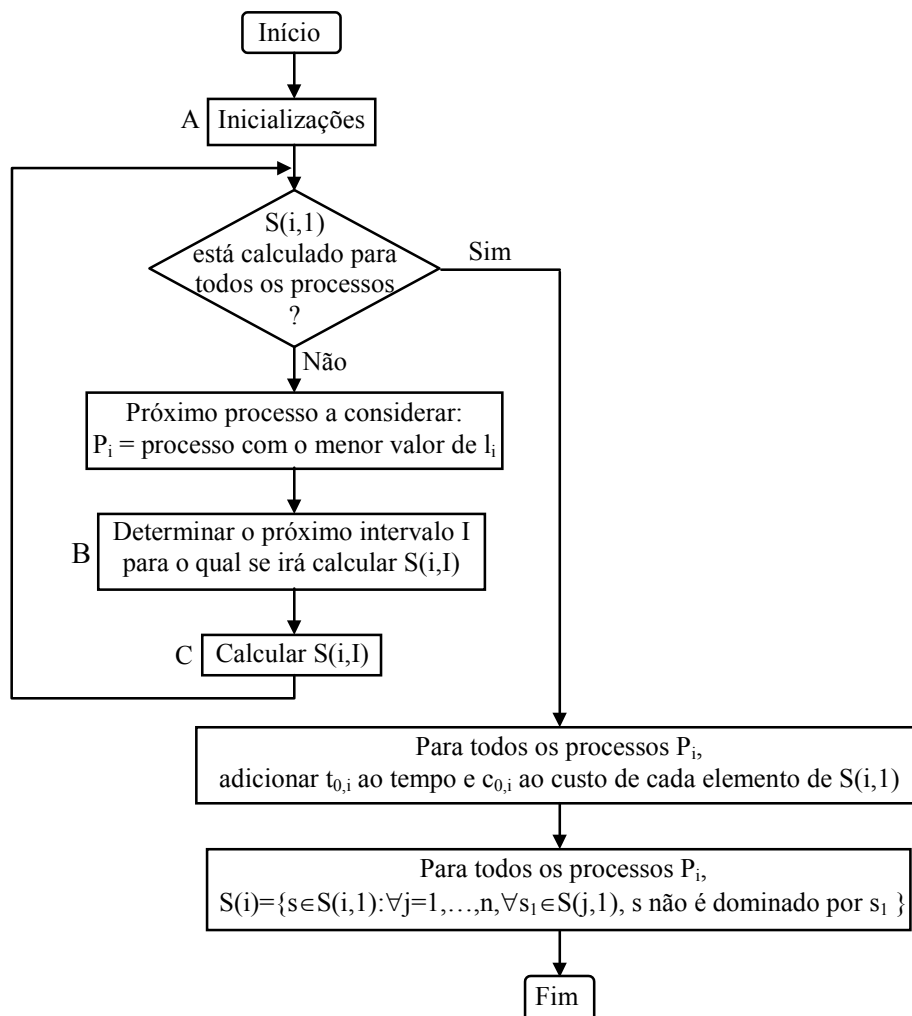 Início
A
Inicializações
S(i,1)
está calculado para
todos os processos
?
Sim
Não
Próximo processo a considerar:
Pi = processo com o menor valor de li
B
Determinar o próximo intervalo I
para o qual se irá calcular S(i,I)
C
Calcular S(i,I)
Para todos os processos Pi,
adicionar t0,i ao tempo e c0,i ao custo de cada elemento de S(i,1)
Para todos os processos Pi,
S(i)={s∈S(i,1):∀j=1,…,n,∀s1∈S(j,1), s não é dominado por s1 }
Fim